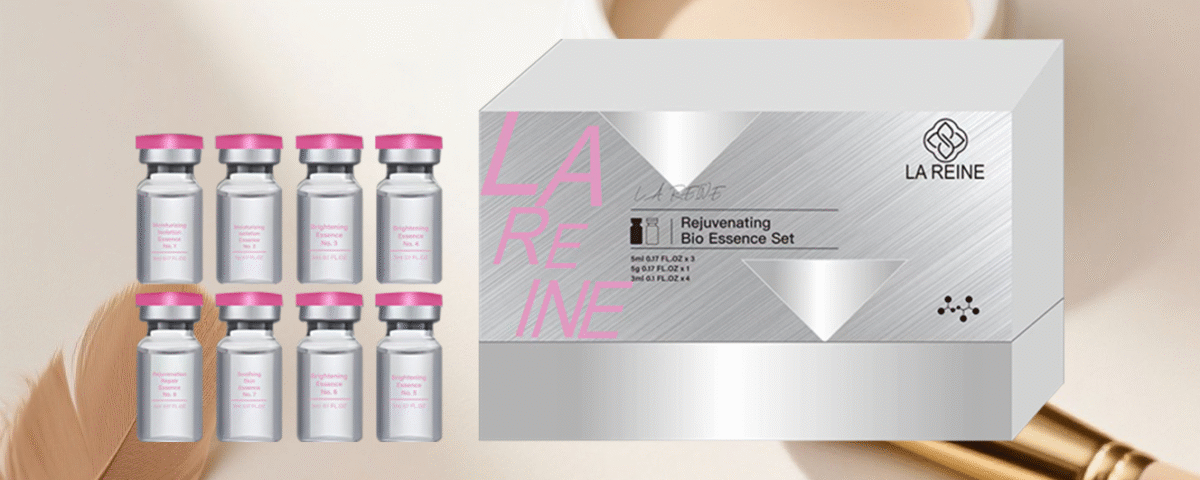 Moisturizing
Isolation
Essence
No. 1
Moisturizing
Isolation
Essence
No. 2
Brightening
Essence
No. 3
Brightening
Essence
No. 4
Rejuvenation
Repair
Essence
No. 6
Soothing
Skin
Essence
No. 7
Brightening
Essence
No. 8
Brightening
Essence
No. 5
LA
RE
INE
LA REINE
Rejuvenating
Bio Essence Set
5ml 0.17 FL.OZ x 3
5g 0.17 FL.OZ x 1
3ml 0.1 FL.OZ x 4
LA REINE